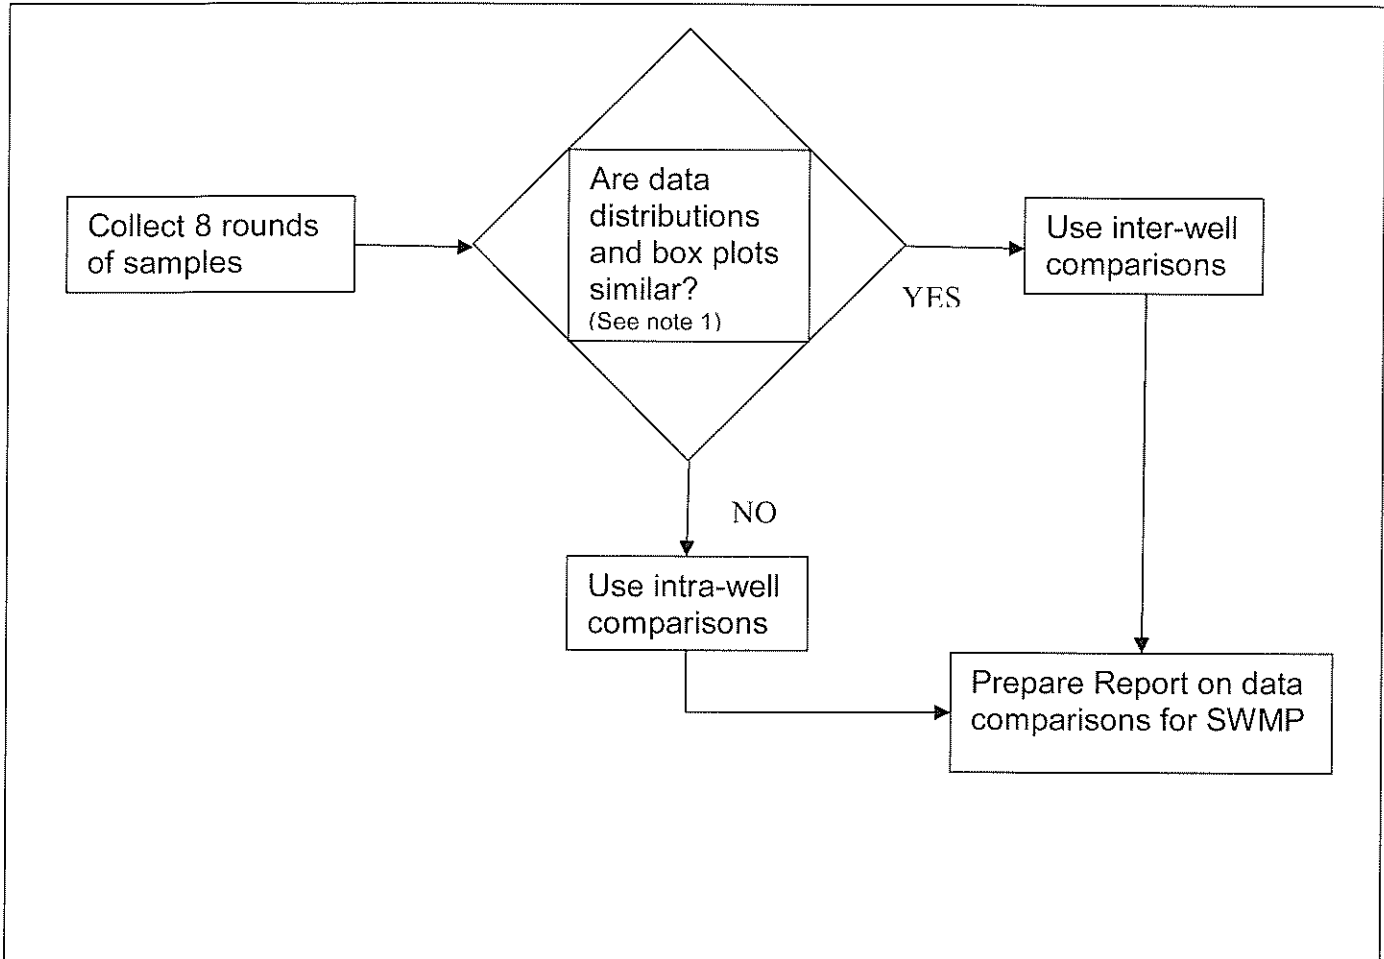 Collect 8 rounds
of samples
Are data
distributions
and box plots
similar?
(See note 1)
YES
Use inter-well
comparisons
NO
Use intra-well
comparisons
Prepare Report on data
comparisons for SWMP